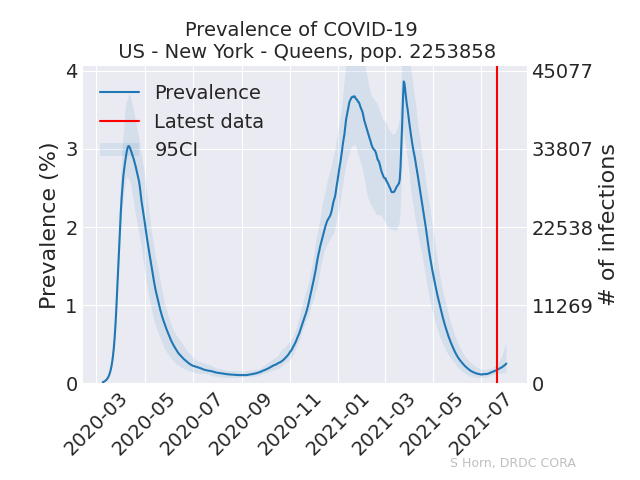 Prevalence of COVID-19
US - New York - Queens, pop. 2253858
Prevalence
Latest data
95CI
Prevalence (%)
4
3
2
1
0
45077
33807
22538
11269
0
# of infections
2020-03
2020-05
2020-07
2020-09
2020-11
2021-01
2021-03
2021-05
2021-07
S Horn, DRDC CORA